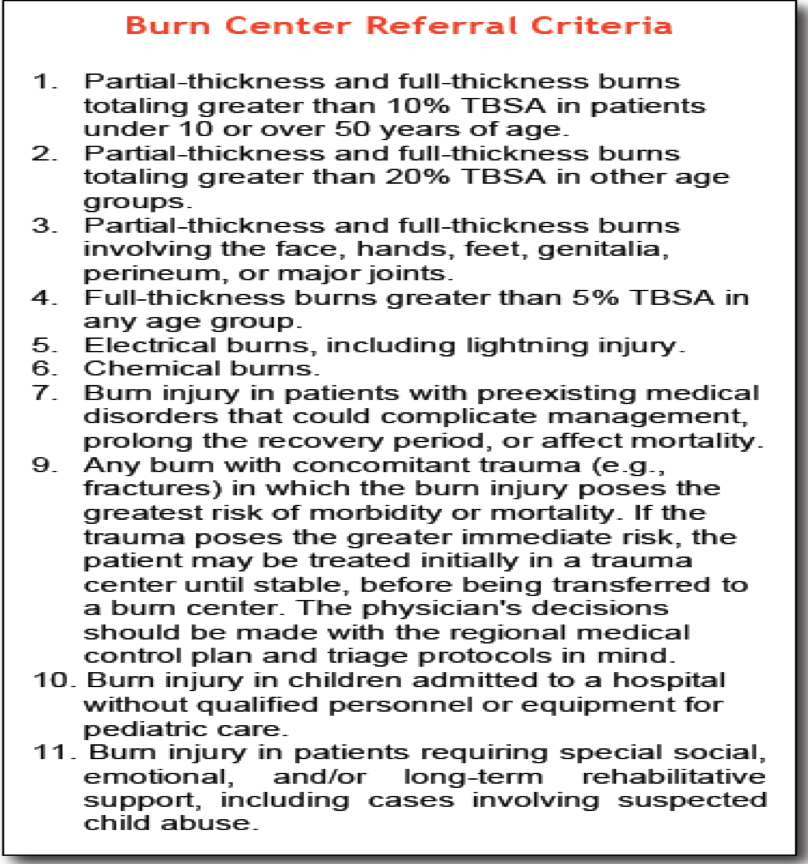 Burn Center Referral Criteria
1. Partial-thickness and full-thickness burns
totaling greater than 10% TBSA in patients
under 10 or over 50 years of age.
2. Partial-thickness and full-thickness burns
totaling greater than 20% TBSA in other age
groups.
3. Partial-thickness and full-thickness burns
involving the face, hands, feet, genitalia,
perineum, or major joints.
4. Full-thickness burns greater than 5% TBSA in
any age group.
5. Electrical burns, including lightning injury.
6. Chemical burns.
7. Burn injury in patients with preexisting medical
disorders that could complicate management,
prolong the recovery period, or affect mortality.
9. Any burn with concomitant trauma (e.g.,
fractures) in which the burn injury poses the
greatest risk of morbidity or mortality. If the
trauma poses the greater immediate risk, the
patient may be treated initially in a trauma
center until stable, before being transferred to
a burn center. The physician's decisions
should be made with the regional medical
control plan and triage protocols in mind.
10. Burn injury in children admitted to a hospital
without qualified personnel or equipment for
pediatric care.
11. Burn injury in patients requiring special social,
emotional, and/or long-term rehabilitative
support, including cases involving suspected
child abuse.